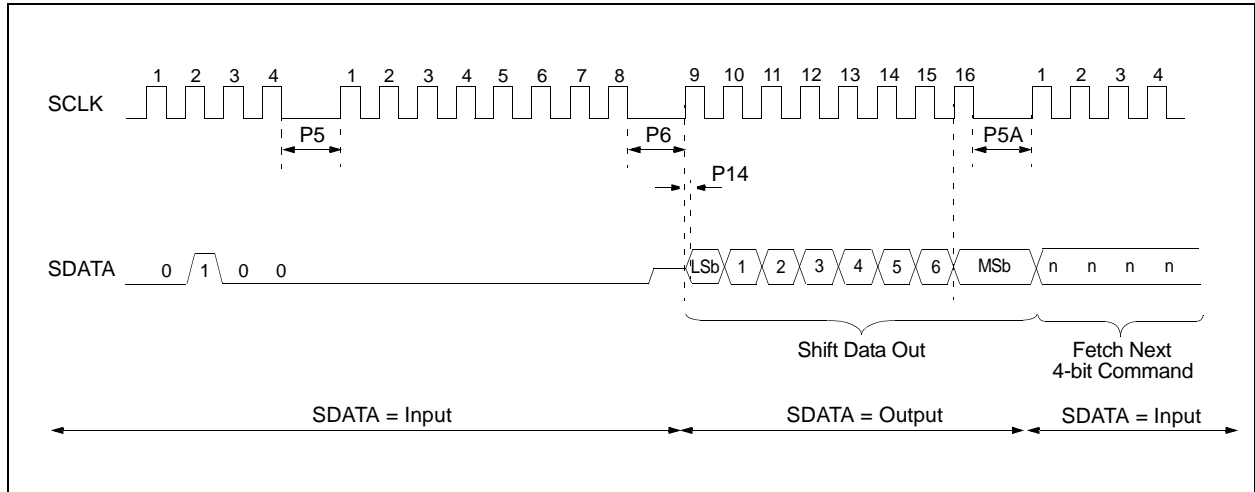 1 2 3 4 1 2 3 4 5 6 7 8 9 10 11 12 13 14 15 16 1 2 3 4
SCLK
P5 P6 P5A
P14
SDATA 0 1 0 0 LSb 1 2 3 4 5 6 MSb n n n n
Shift Data Out Fetch Next
4-bit Command
SDATA = Input SDATA = Output SDATA = Input